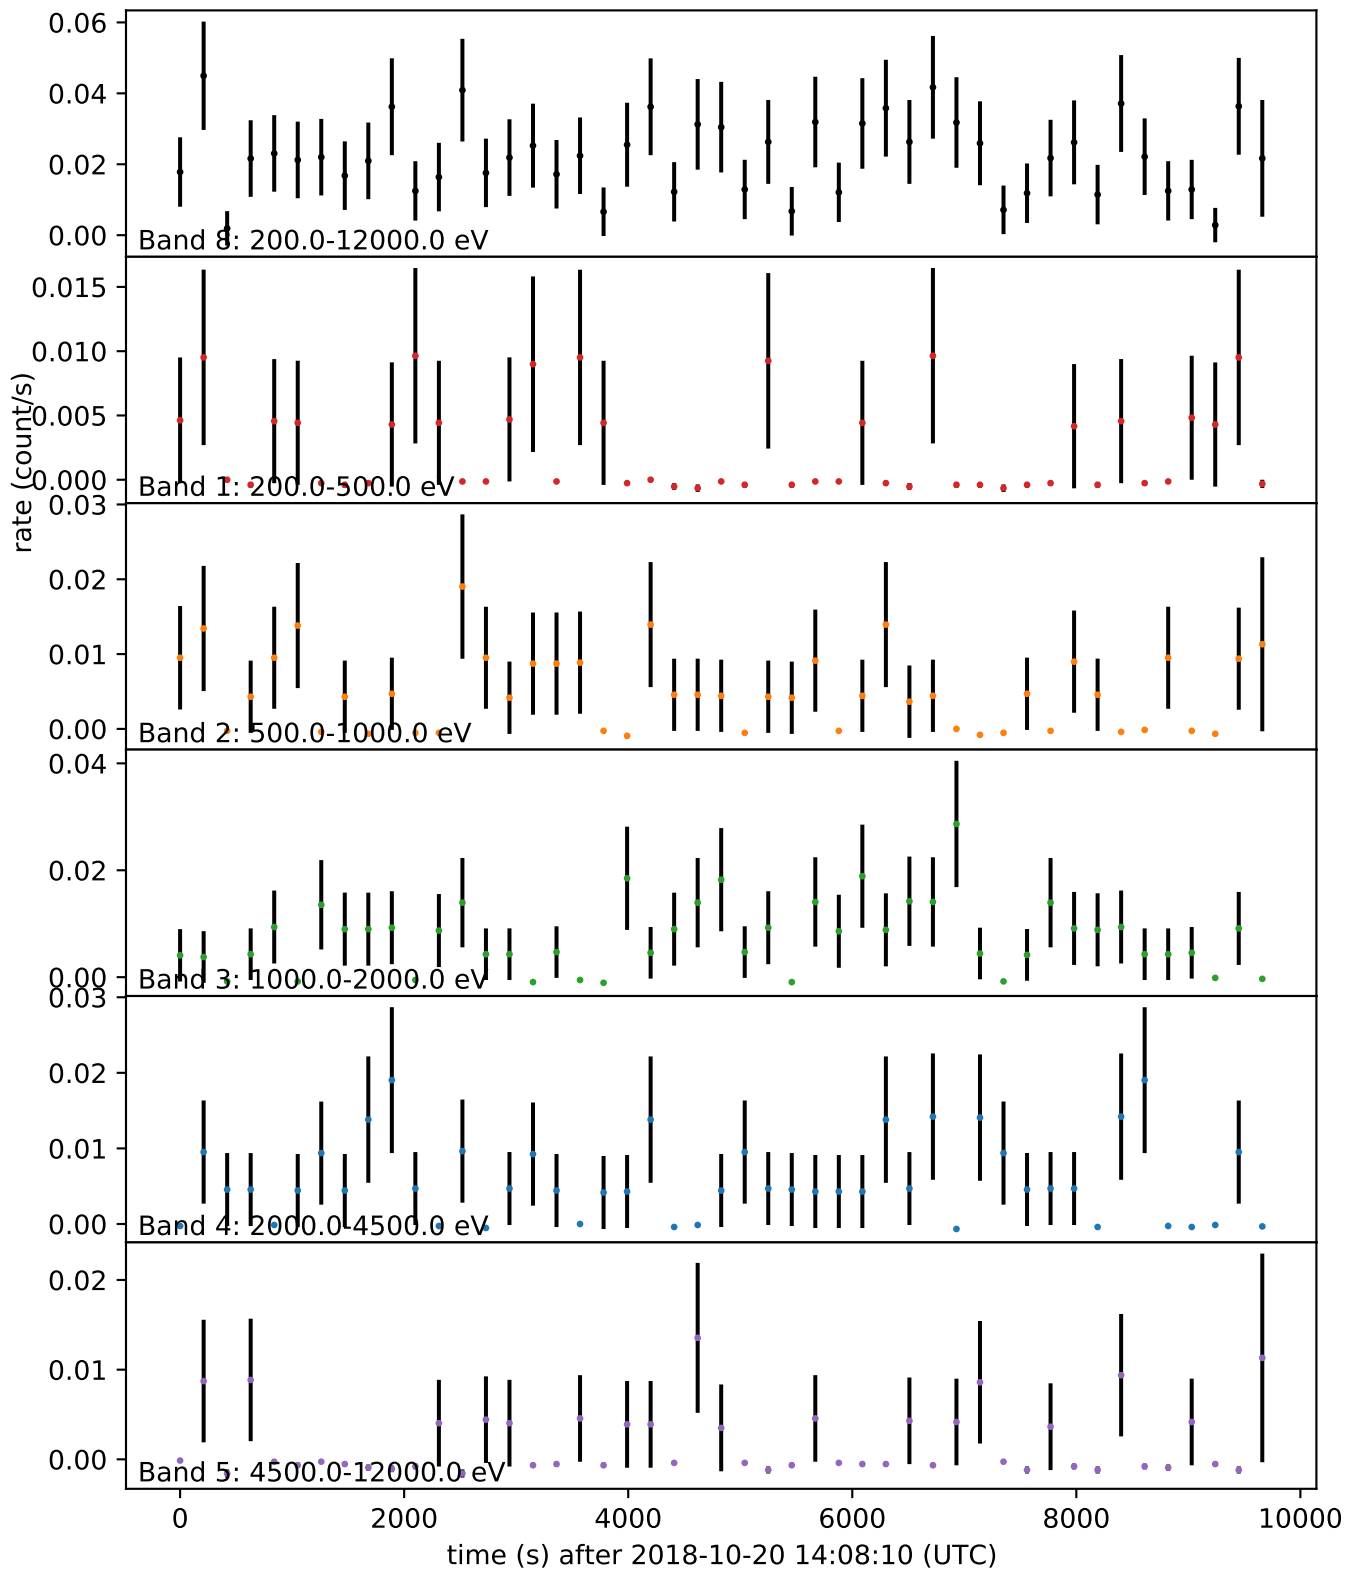 0.06
0.04
0.02
0.00
Band 8: 200.0-12000.0 eV
0.015
0.010
0.005
0.000
Band 1: 200.0-500.0 eV
rate (count/s)
0.03
0.02
0.01
0.00
Band 2: 500.0-1000.0 eV
0.04
0.02
0.00
Band 3: 1000.0-2000.0 eV
0.03
0.02
0.01
0.00
Band 4: 2000.0-4500.0 eV
0.02
0.01
0.00
Band 5: 4500.0-12000.0 eV
0 2000 4000 6000 8000 10000
time (s) after 2018-10-20 14:08:10 (UTC)